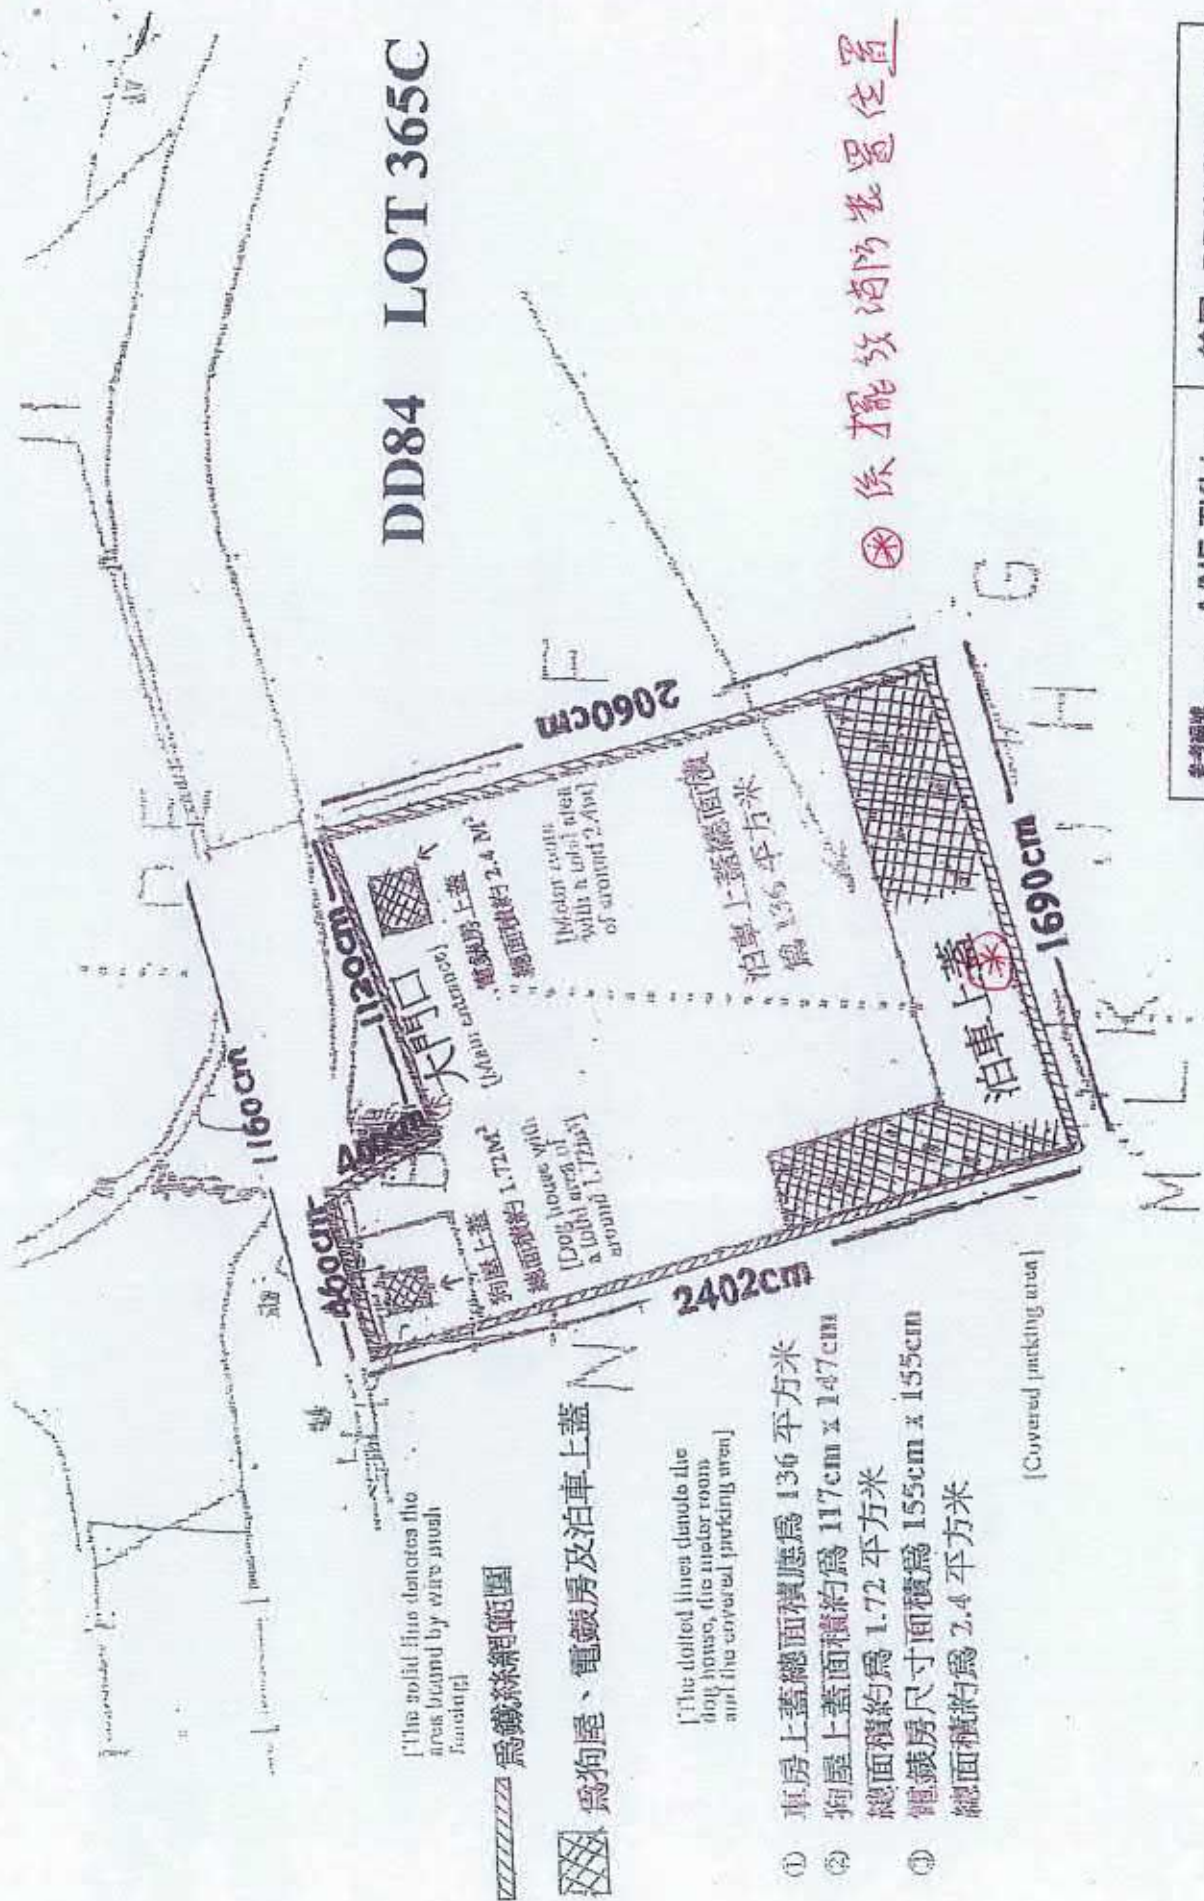 DD84 LOT 365C
係擺放消防裝置位置
1160cm
460cm
1120cm
2060cm
2402cm
1690cm
大門口
[Main entrance]
電錶房上蓋
總面積約 2.4 M²
[Motor room
with a total area
of around 2.4m²]
狗屋上蓋
總面積約 1.72M²
[Dog house with
a total area of
around 1.72m²]
泊車上蓋總面積
為 136 平方米
泊車上蓋
F
G
H
J
K
L
M
N
[The solid line denotes the
area bound by wire mesh
fencing]
為鐵絲網範圍
為狗屋、電錶房及泊車上蓋
[The dotted lines denote the
dog house, the motor room
and the covered parking area]
① 車房上蓋總面積應為 136 平方米
② 狗屋上蓋面積約為 117cm x 147cm
總面積約為 1.72 平方米
③ 電錶房尺寸面積為 155cm x 155cm
總面積約為 2.4 平方米
[Covered parking area]
參考編號